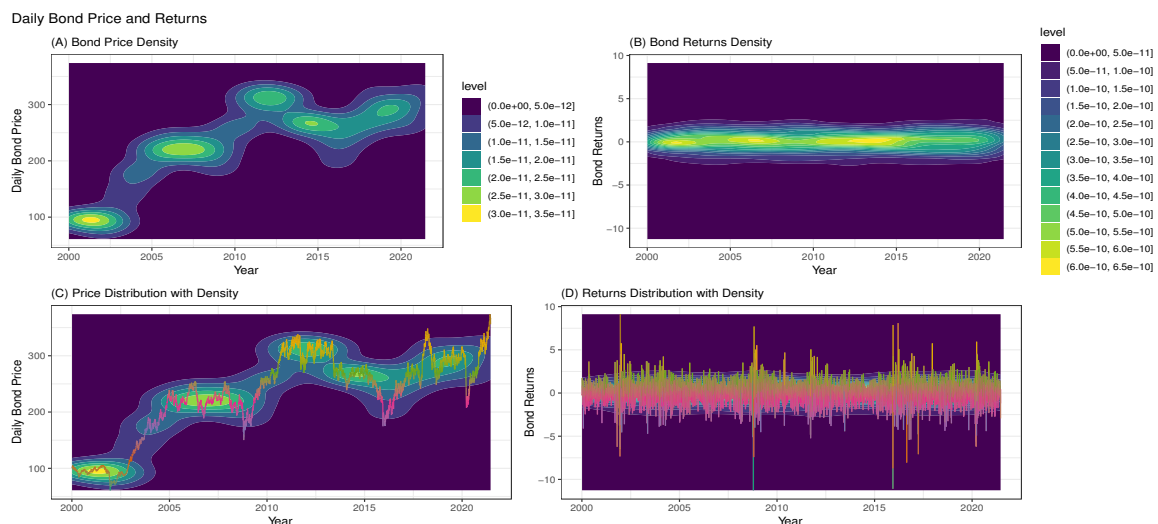 Daily Bond Price and Returns
(A) Bond Price Density
Daily Bond Price
300
200
100
2000 2005 2010 2015 2020
Year
level
(0.0e+00, 5.0e−12]
(5.0e−12, 1.0e−11]
(1.0e−11, 1.5e−11]
(1.5e−11, 2.0e−11]
(2.0e−11, 2.5e−11]
(2.5e−11, 3.0e−11]
(3.0e−11, 3.5e−11]
(B) Bond Returns Density
Bond Returns
10
5
0
−5
−10
2000 2005 2010 2015 2020
Year
level
(0.0e+00, 5.0e−11]
(5.0e−11, 1.0e−10]
(1.0e−10, 1.5e−10]
(1.5e−10, 2.0e−10]
(2.0e−10, 2.5e−10]
(2.5e−10, 3.0e−10]
(3.0e−10, 3.5e−10]
(3.5e−10, 4.0e−10]
(4.0e−10, 4.5e−10]
(4.5e−10, 5.0e−10]
(5.0e−10, 5.5e−10]
(5.5e−10, 6.0e−10]
(6.0e−10, 6.5e−10]
(C) Price Distribution with Density
Daily Bond Price
300
200
100
2000 2005 2010 2015 2020
Year
(D) Returns Distribution with Density
Bond Returns
10
5
0
−5
−10
2000 2005 2010 2015 2020
Year